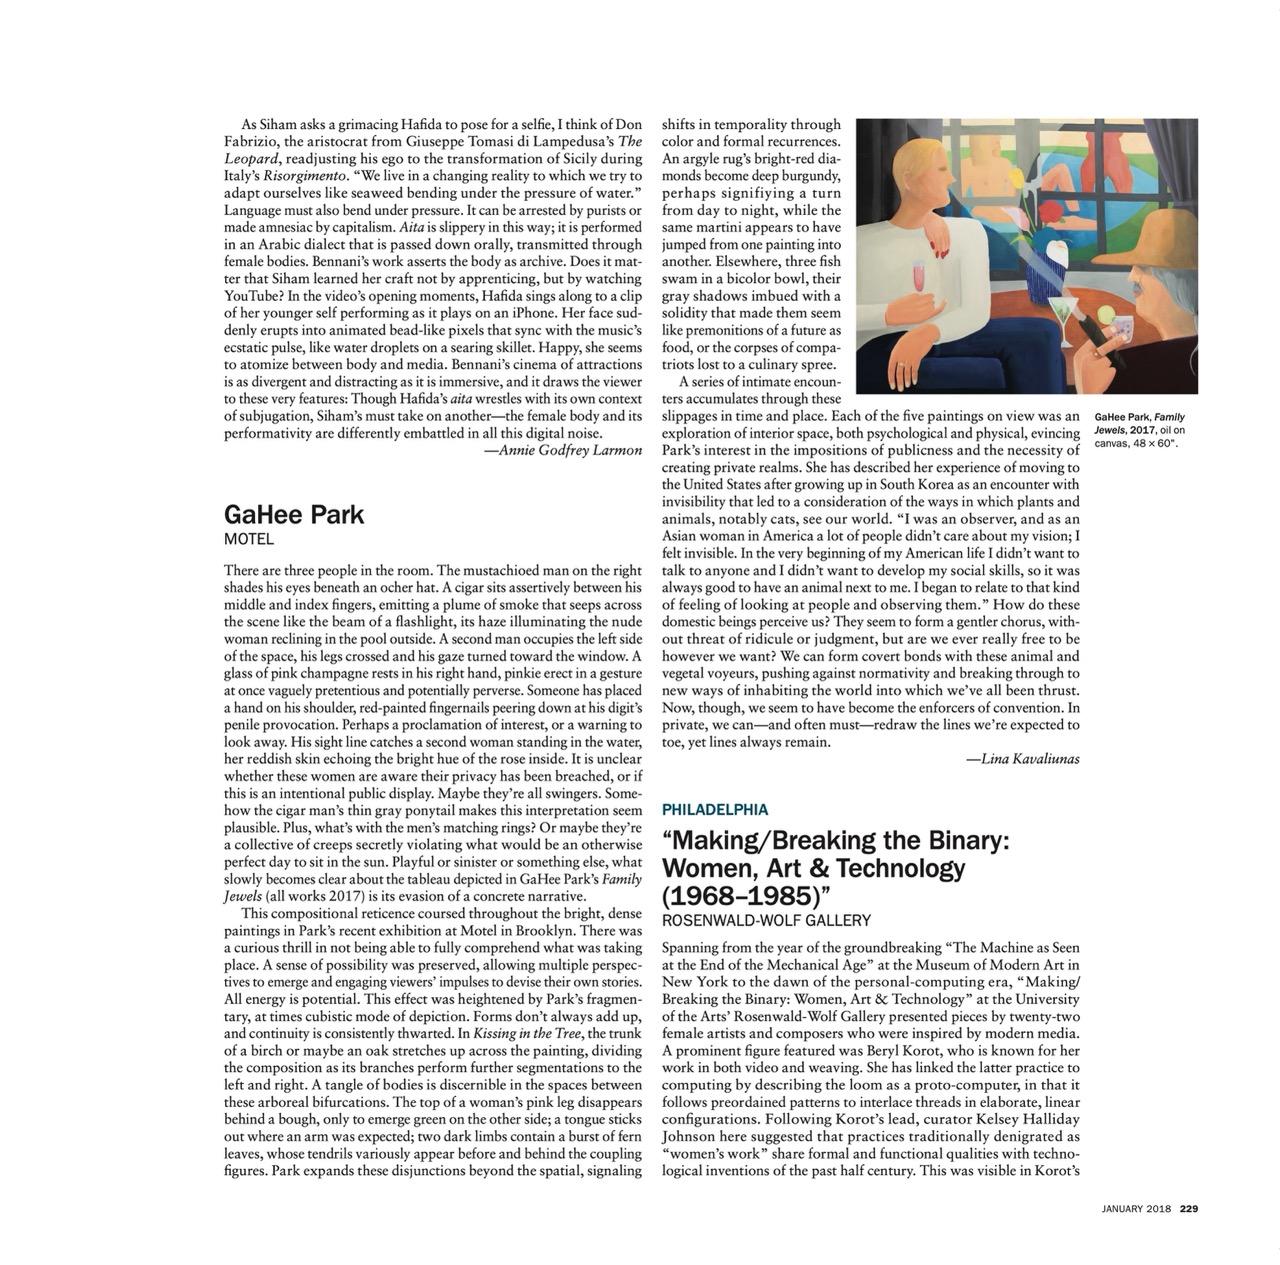 As Siham asks a grimacing Hafida to pose for a selfie, I think of Don
Fabrizio, the aristocrat from Giuseppe Tomasi di Lampedusa’s The
Leopard, readjusting his ego to the transformation of Sicily during
Italy’s Risorgimento. “We live in a changing reality to which we try to
adapt ourselves like seaweed bending under the pressure of water.”
Language must also bend under pressure. It can be arrested by purists or
made amnesiac by capitalism. Aita is slippery in this way; it is performed
in an Arabic dialect that is passed down orally, transmitted through
female bodies. Bennani’s work asserts the body as archive. Does it mat-
ter that Siham learned her craft not by apprenticing, but by watching
YouTube? In the video’s opening moments, Hafida sings along to a clip
of her younger self performing as it plays on an iPhone. Her face sud-
denly erupts into animated bead-like pixels that sync with the music’s
ecstatic pulse, like water droplets on a searing skillet. Happy, she seems
to atomize between body and media. Bennani’s cinema of attractions
is as divergent and distracting as it is immersive, and it draws the viewer
to these very features: Though Hafida’s aita wrestles with its own context
of subjugation, Siham’s must take on another—the female body and its
performativity are differently embattled in all this digital noise.
—Annie Godfrey Larmon
GaHee Park
MOTEL
There are three people in the room. The mustachioed man on the right
shades his eyes beneath an ocher hat. A cigar sits assertively between his
middle and index fingers, emitting a plume of smoke that seeps across
the scene like the beam of a flashlight, its haze illuminating the nude
woman reclining in the pool outside. A second man occupies the left side
of the space, his legs crossed and his gaze turned toward the window. A
glass of pink champagne rests in his right hand, pinkie erect in a gesture
at once vaguely pretentious and potentially perverse. Someone has placed
a hand on his shoulder, red-painted fingernails peering down at his digit’s
penile provocation. Perhaps a proclamation of interest, or a warning to
look away. His sight line catches a second woman standing in the water,
her reddish skin echoing the bright hue of the rose inside. It is unclear
whether these women are aware their privacy has been breached, or if
this is an intentional public display. Maybe they’re all swingers. Some-
how the cigar man’s thin gray ponytail makes this interpretation seem
plausible. Plus, what’s with the men’s matching rings? Or maybe they’re
a collective of creeps secretly violating what would be an otherwise
perfect day to sit in the sun. Playful or sinister or something else, what
slowly becomes clear about the tableau depicted in GaHee Park’s Family
Jewels (all works 2017) is its evasion of a concrete narrative.
This compositional reticence coursed throughout the bright, dense
paintings in Park’s recent exhibition at Motel in Brooklyn. There was
a curious thrill in not being able to fully comprehend what was taking
place. A sense of possibility was preserved, allowing multiple perspec-
tives to emerge and engaging viewers’ impulses to devise their own stories.
All energy is potential. This effect was heightened by Park’s fragmen-
tary, at times cubistic mode of depiction. Forms don’t always add up,
and continuity is consistently thwarted. In Kissing in the Tree, the trunk
of a birch or maybe an oak stretches up across the painting, dividing
the composition as its branches perform further segmentations to the
left and right. A tangle of bodies is discernible in the spaces between
these arboreal bifurcations. The top of a woman’s pink leg disappears
behind a bough, only to emerge green on the other side; a tongue sticks
out where an arm was expected; two dark limbs contain a burst of fern
leaves, whose tendrils variously appear before and behind the coupling
figures. Park expands these disjunctions beyond the spatial, signaling
shifts in temporality through
color and formal recurrences.
An argyle rug’s bright-red dia-
monds become deep burgundy,
perhaps signifiying a turn
from day to night, while the
same martini appears to have
jumped from one painting into
another. Elsewhere, three fish
swam in a bicolor bowl, their
gray shadows imbued with a
solidity that made them seem
like premonitions of a future as
food, or the corpses of compa-
triots lost to a culinary spree.
A series of intimate encoun-
ters accumulates through these
slippages in time and place. Each of the five paintings on view was an
exploration of interior space, both psychological and physical, evincing
Park’s interest in the impositions of publicness and the necessity of
creating private realms. She has described her experience of moving to
the United States after growing up in South Korea as an encounter with
invisibility that led to a consideration of the ways in which plants and
animals, notably cats, see our world. “I was an observer, and as an
Asian woman in America a lot of people didn’t care about my vision; I
felt invisible. In the very beginning of my American life I didn’t want to
talk to anyone and I didn’t want to develop my social skills, so it was
always good to have an animal next to me. I began to relate to that kind
of feeling of looking at people and observing them.” How do these
domestic beings perceive us? They seem to form a gentler chorus, with-
out threat of ridicule or judgment, but are we ever really free to be
however we want? We can form covert bonds with these animal and
vegetal voyeurs, pushing against normativity and breaking through to
new ways of inhabiting the world into which we’ve all been thrust.
Now, though, we seem to have become the enforcers of convention. In
private, we can—and often must—redraw the lines we’re expected to
toe, yet lines always remain.
—Lina Kavaliunas
GaHee Park, Family
Jewels, 2017, oil on
canvas, 48 × 60".
PHILADELPHIA
“Making/Breaking the Binary:
Women, Art & Technology
(1968–1985)”
ROSENWALD-WOLF GALLERY
Spanning from the year of the groundbreaking “The Machine as Seen
at the End of the Mechanical Age” at the Museum of Modern Art in
New York to the dawn of the personal-computing era, “Making/
Breaking the Binary: Women, Art & Technology” at the University
of the Arts’ Rosenwald-Wolf Gallery presented pieces by twenty-two
female artists and composers who were inspired by modern media.
A prominent figure featured was Beryl Korot, who is known for her
work in both video and weaving. She has linked the latter practice to
computing by describing the loom as a proto-computer, in that it
follows preordained patterns to interlace threads in elaborate, linear
configurations. Following Korot’s lead, curator Kelsey Halliday
Johnson here suggested that practices traditionally denigrated as
“women’s work” share formal and functional qualities with techno-
logical inventions of the past half century. This was visible in Korot’s
JANUARY 2018 229